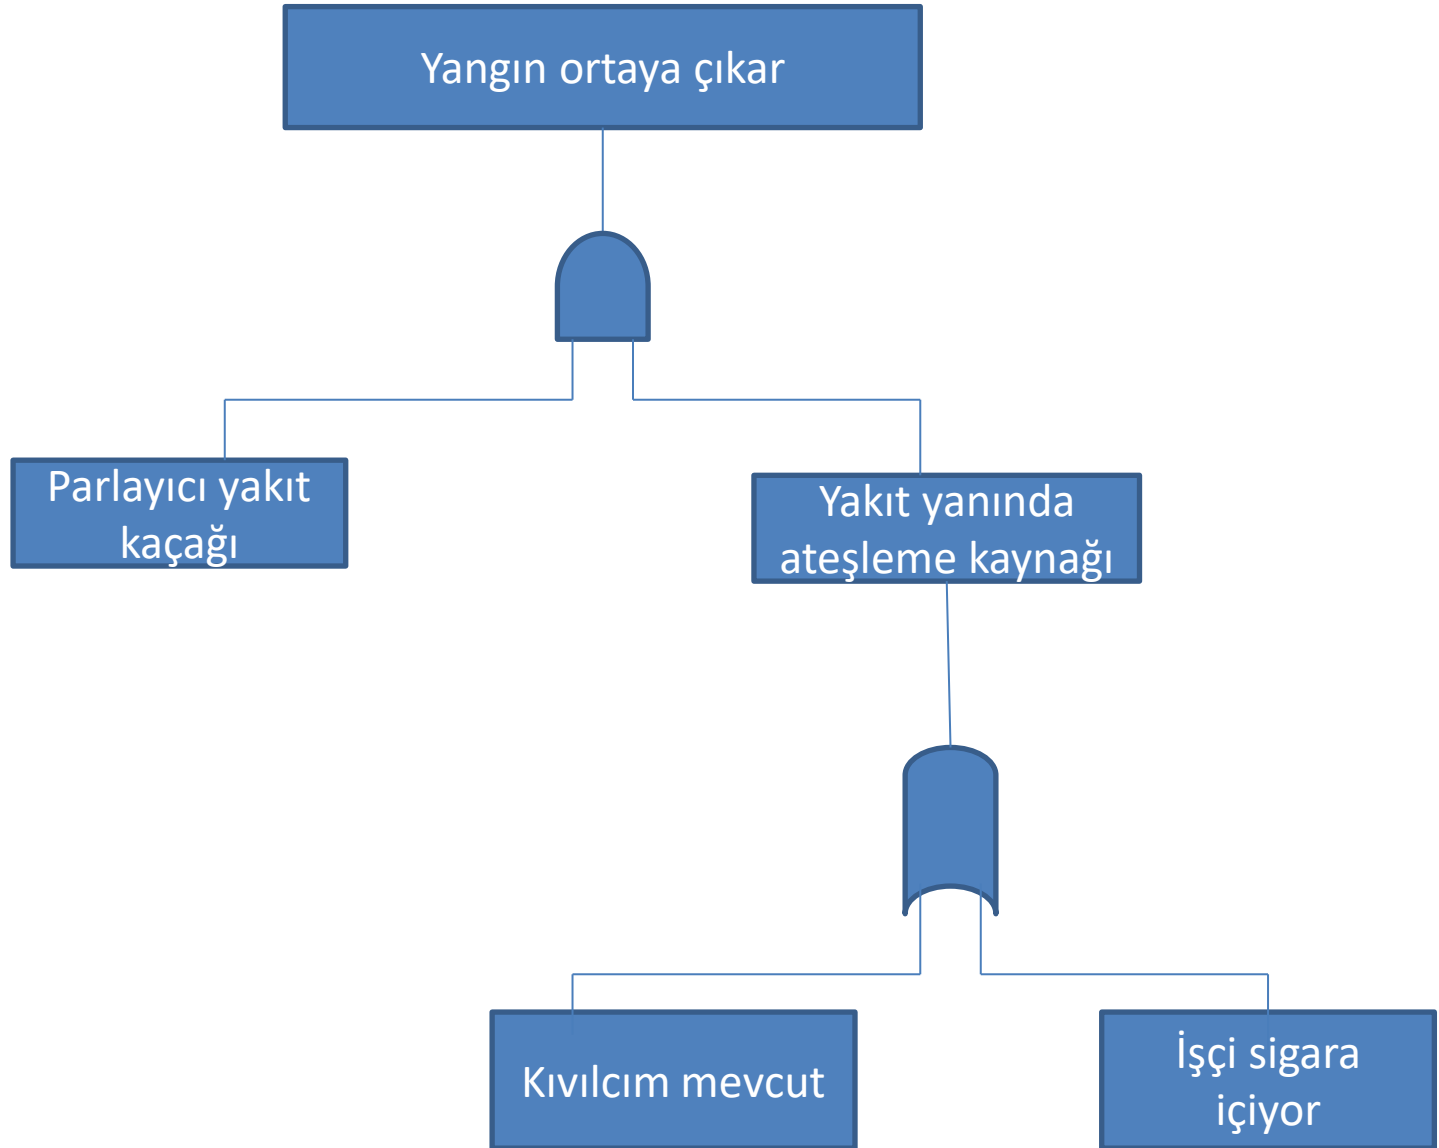 Yangın ortaya çıkar
Parlayıcı yakıt
kaçağı
Yakıt yanında
ateşleme kaynağı
Kıvılcım mevcut
İşçi sigara
içiyor